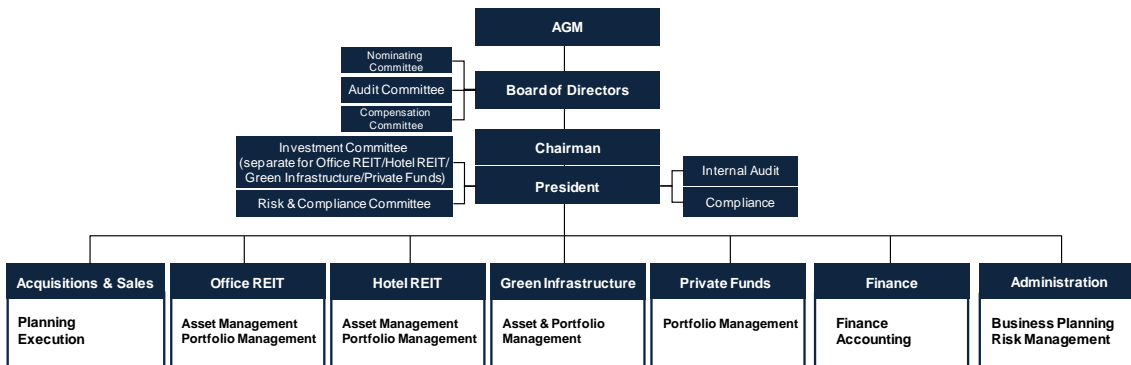 AGM
Nominating
Committee
Audit Committee
Compensation
Committee
Board of Directors
Investment Committee
(separate for Office REIT/Hotel REIT/
Green Infrastructure/Private Funds)
Risk & Compliance Committee
Chairman
President
Internal Audit
Compliance
Acquisitions & Sales
Planning
Execution
Office REIT
Asset Management
Portfolio Management
Hotel REIT
Asset Management
Portfolio Management
Green Infrastructure
Asset & Portfolio
Management
Private Funds
Portfolio Management
Finance
Finance
Accounting
Administration
Business Planning
Risk Management